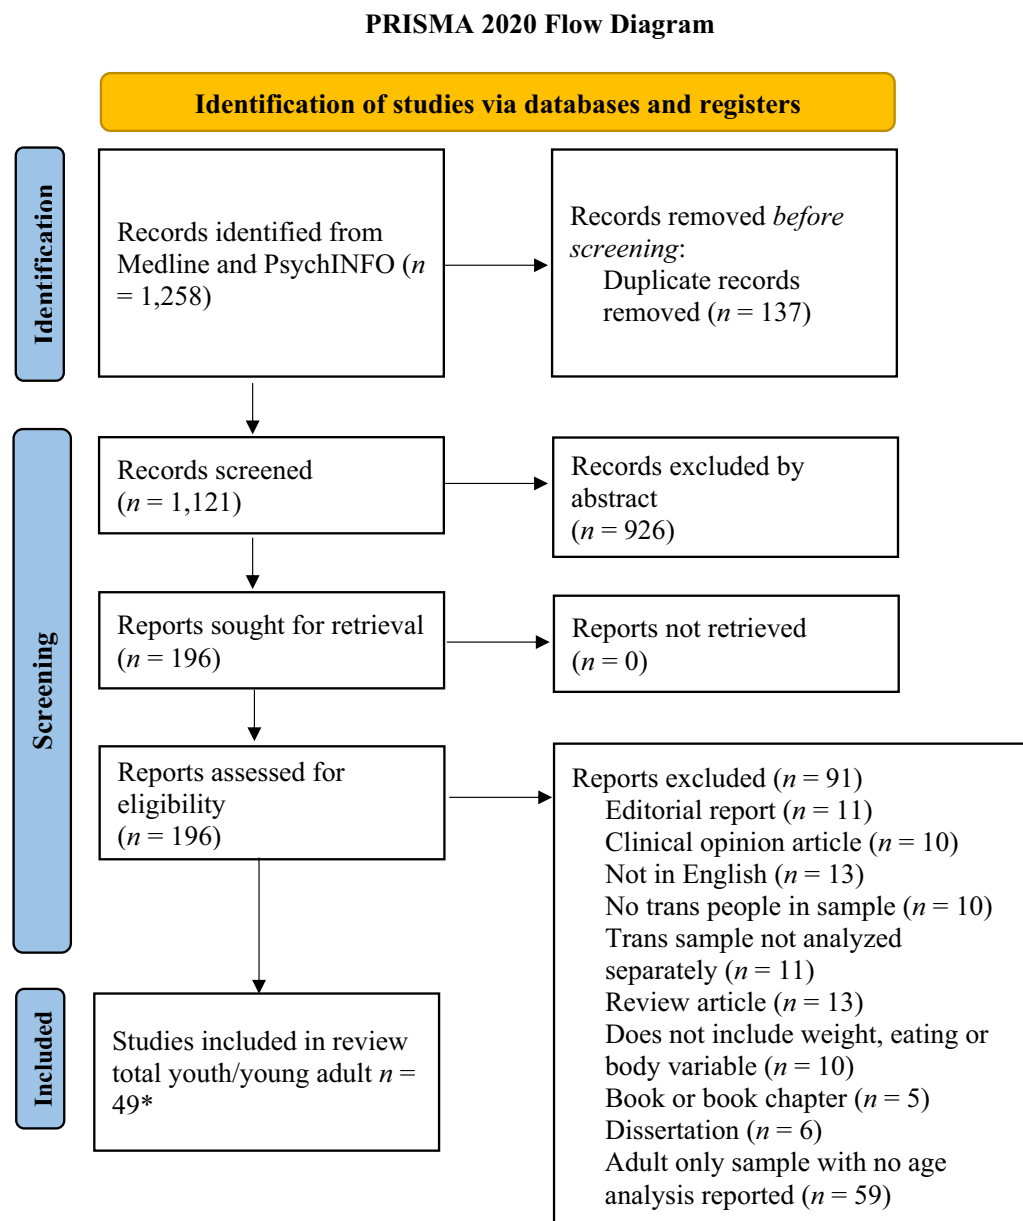 PRISMA 2020 Flow Diagram
Identification of studies via databases and registers
Identification
Records identified from
Medline and PsychINFO (n
= 1,258)
Records removed before
screening:
Duplicate records
removed (n = 137)
Screening
Records screened
(n = 1,121)
Records excluded by
abstract
(n = 926)
Reports sought for retrieval
(n = 196)
Reports not retrieved
(n = 0)
Reports assessed for
eligibility
(n = 196)
Reports excluded (n = 91)
Editorial report (n = 11)
Clinical opinion article (n = 10)
Not in English (n = 13)
No trans people in sample (n = 10)
Trans sample not analyzed
separately (n = 11)
Review article (n = 13)
Does not include weight, eating or
body variable (n = 10)
Book or book chapter (n = 5)
Dissertation (n = 6)
Adult only sample with no age
analysis reported (n = 59)
Included
Studies included in review
total youth/young adult n =
49*